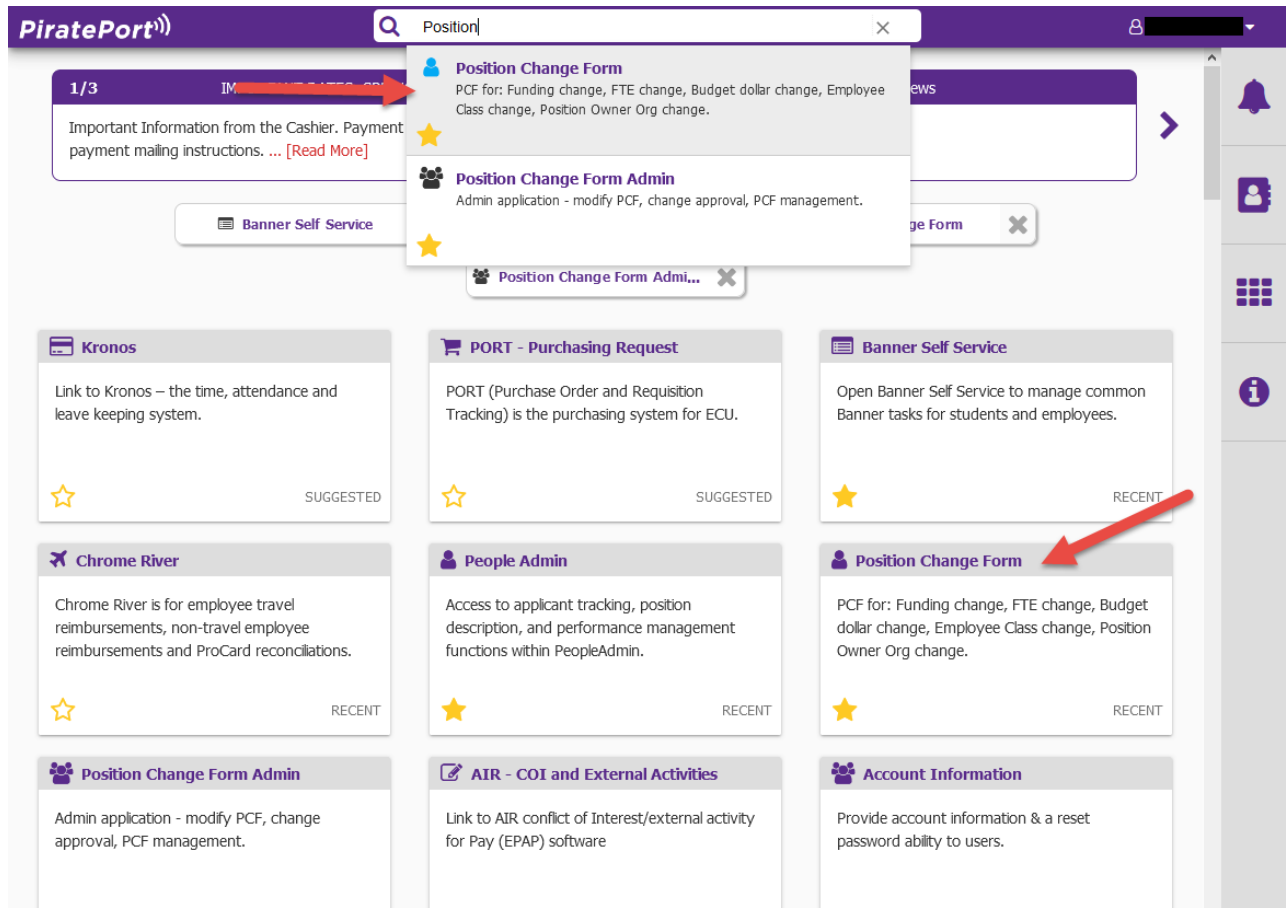 PiratePort
Position
Position Change Form
PCF for: Funding change, FTE change, Budget dollar change, Employee
Class change, Position Owner Org change.
Position Change Form Admin
Admin application - modify PCF, change approval, PCF management.
1/3
ews
Important Information from the Cashier. Payment
payment mailing instructions. ... [Read More]
Banner Self Service
ge Form
Position Change Form Admi...
Kronos
Link to Kronos – the time, attendance and
leave keeping system.
SUGGESTED
PORT - Purchasing Request
PORT (Purchase Order and Requisition
Tracking) is the purchasing system for ECU.
SUGGESTED
Banner Self Service
Open Banner Self Service to manage common
Banner tasks for students and employees.
RECENT
Chrome River
Chrome River is for employee travel
reimbursements, non-travel employee
reimbursements and ProCard reconciliations.
RECENT
People Admin
Access to applicant tracking, position
description, and performance management
functions within PeopleAdmin.
RECENT
Position Change Form
PCF for: Funding change, FTE change, Budget
dollar change, Employee Class change, Position
Owner Org change.
RECENT
Position Change Form Admin
Admin application - modify PCF, change
approval, PCF management.
AIR - COI and External Activities
Link to AIR conflict of Interest/external activity
for Pay (EPAP) software
Account Information
Provide account information & a reset
password ability to users.